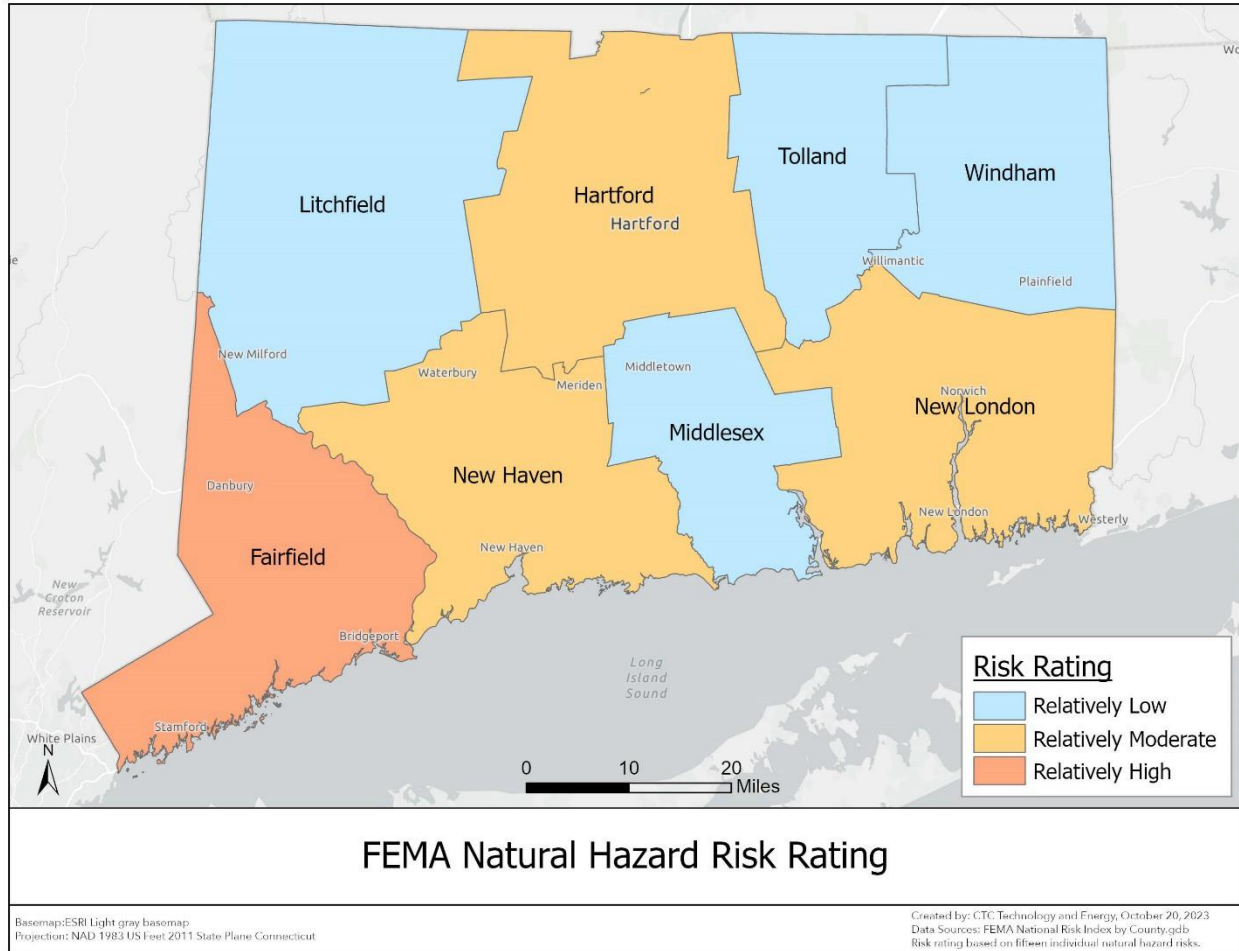 Wo
Litchfield
Hartford
Hartford
Tolland
Windham
ie
Willimantic
Plainfield
New Milford
Waterbury
Meriden
Middletown
Norwich
New London
Middlesex
New Haven
Danbury
New London
Westerly
New Haven
Fairfield
New
Croton
Reservoir
Bridgeport
Long
Island
Sound
Stamford
White Plains
N
0 10 20
Miles
Risk Rating
Relatively Low
Relatively Moderate
Relatively High
FEMA Natural Hazard Risk Rating
Basemap:ESRI Light gray basemap
Projection: NAD 1983 US Feet 2011 State Plane Connecticut
Created by: CTC Technology and Energy, October 20, 2023
Data Sources: FEMA National Risk Index by County.gdb
Risk rating based on fifteen individual natural hazard risks.